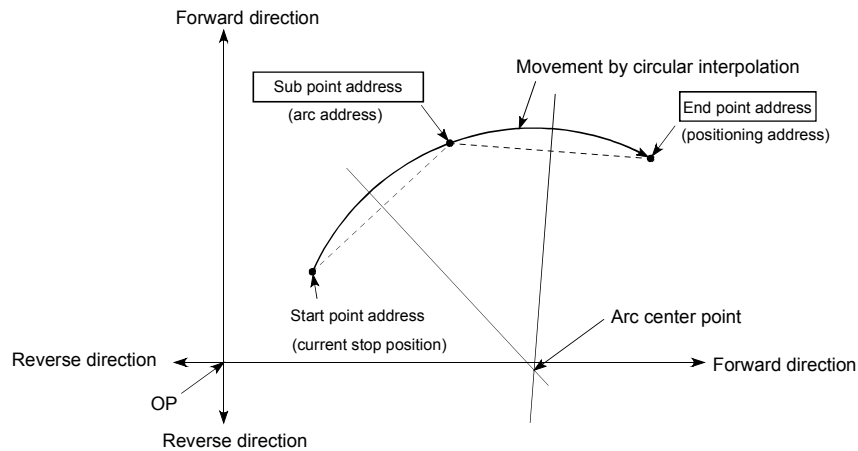 Forward direction
Movement by circular interpolation
Sub point address
(arc address)
End point address
(positioning address)
Start point address
(current stop position)
Arc center point
Reverse direction
Forward direction
OP
Reverse direction